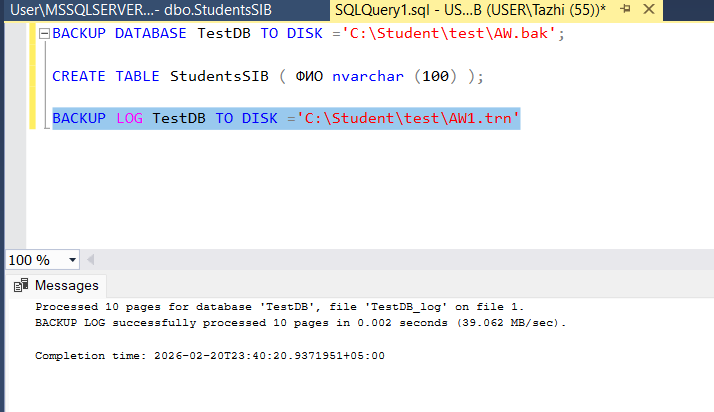 User\MSSQLSERVER...- dbo.StudentsSIB
SQLQuery1.sql - US...B (USER\Tazhi (55))*
BACKUP DATABASE TestDB TO DISK ='C:\Student\test\AW.bak';
CREATE TABLE StudentsSIB ( ФИО nvarchar (100) );
BACKUP LOG TestDB TO DISK ='C:\Student\test\AW1.trn'
100 %
Messages
Processed 10 pages for database 'TestDB', file 'TestDB_log' on file 1.
BACKUP LOG successfully processed 10 pages in 0.002 seconds (39.062 MB/sec).
Completion time: 2026-02-20T23:40:20.9371951+05:00